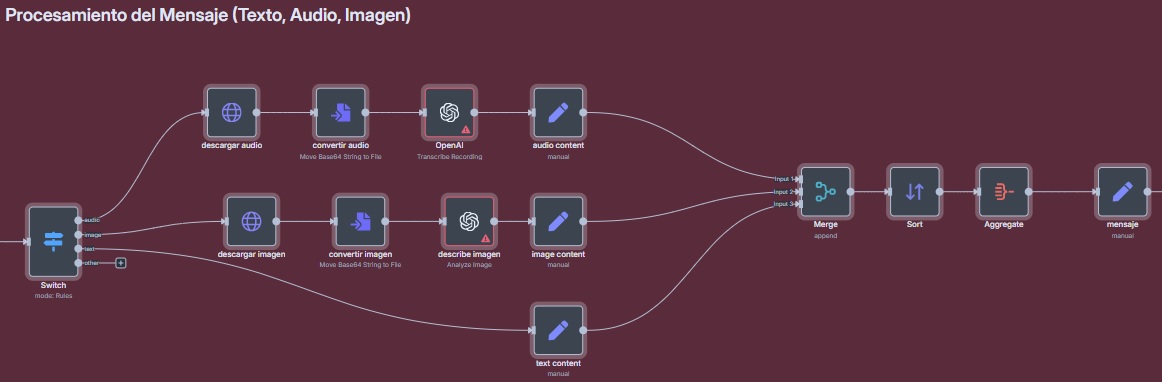 Procesamiento del Mensaje (Texto, Audio, Imagen)
descargar audio
convertir audio
Move Base64 String to File
OpenAI
Transcribe Recording
audio content
manual
audio
image
text
other
Switch
mode: Rules
descargar imagen
convertir imagen
Move Base64 String to File
describe imagen
Analyze Image
image content
manual
text content
manual
Input 1
Input 2
Input 3
Merge
append
Sort
Aggregate
mensaje
manual